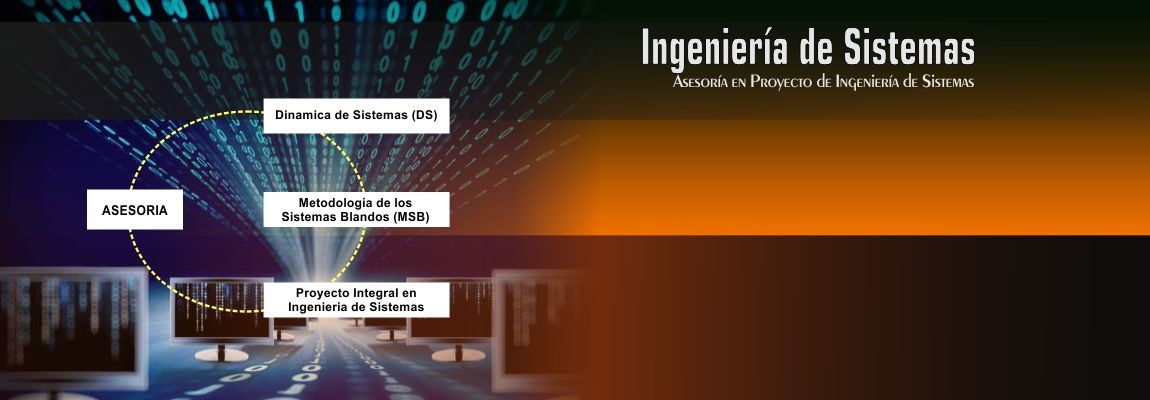 Ingeniería de Sistemas
Asesoría en Proyecto de Ingeniería de Sistemas
Dinamica de Sistemas (DS)
ASESORIA
Metodología de los
Sistemas Blandos (MSB)
Proyecto Integral en
Ingenieria de Sistemas